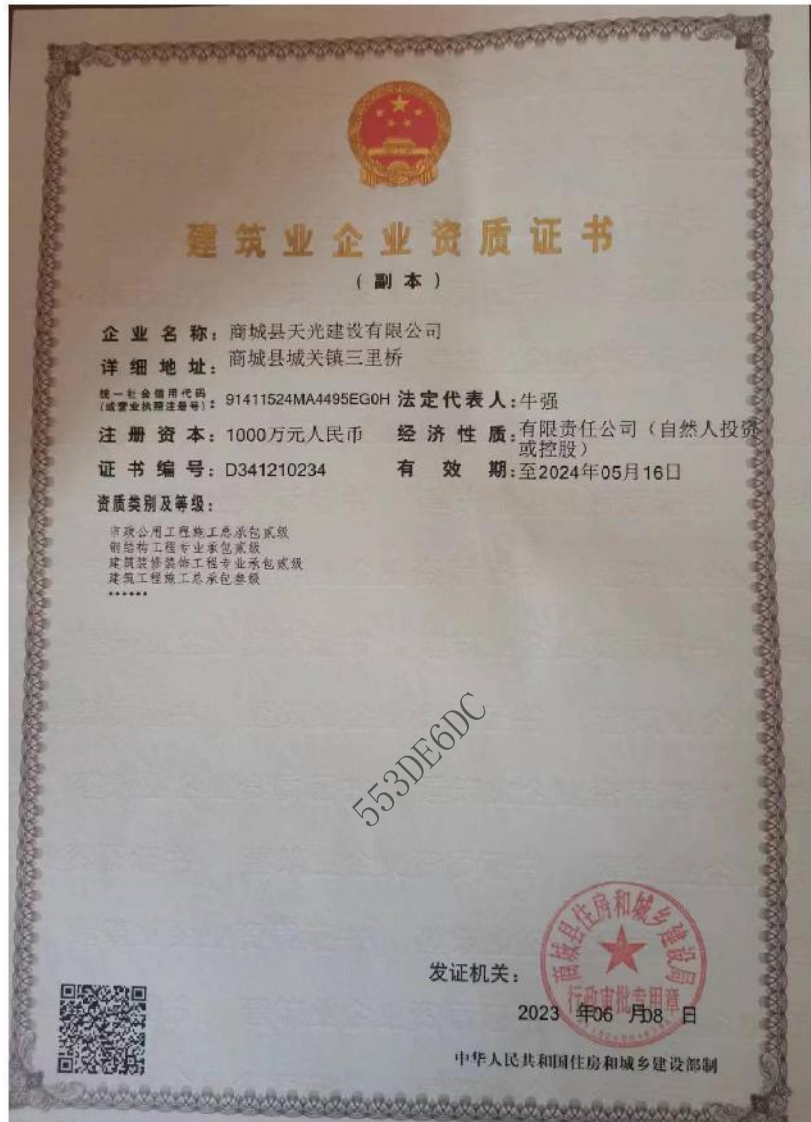 建筑业企业资质证书
（副本）
企业名称：商城县天光建设有限公司
详细地址：商城县城关镇三里桥
统一社会信用代码
（或营业执照注册号）：91411524MA4495EG0H 法定代表人：牛强
注册资本：1000万元人民币 经济性质：有限责任公司（自然人投资
或控股）
证书编号：D341210234 有效期：至2024年05月16日
资质类别及等级：
市政公用工程施工总承包贰级
钢结构工程专业承包贰级
建筑装修装饰工程专业承包贰级
建筑工程施工总承包叁级
******
553DE6DC
商城县住房和城乡建设局
行政审批专用章
发证机关：
2023 年06 月08 日
中华人民共和国住房和城乡建设部制